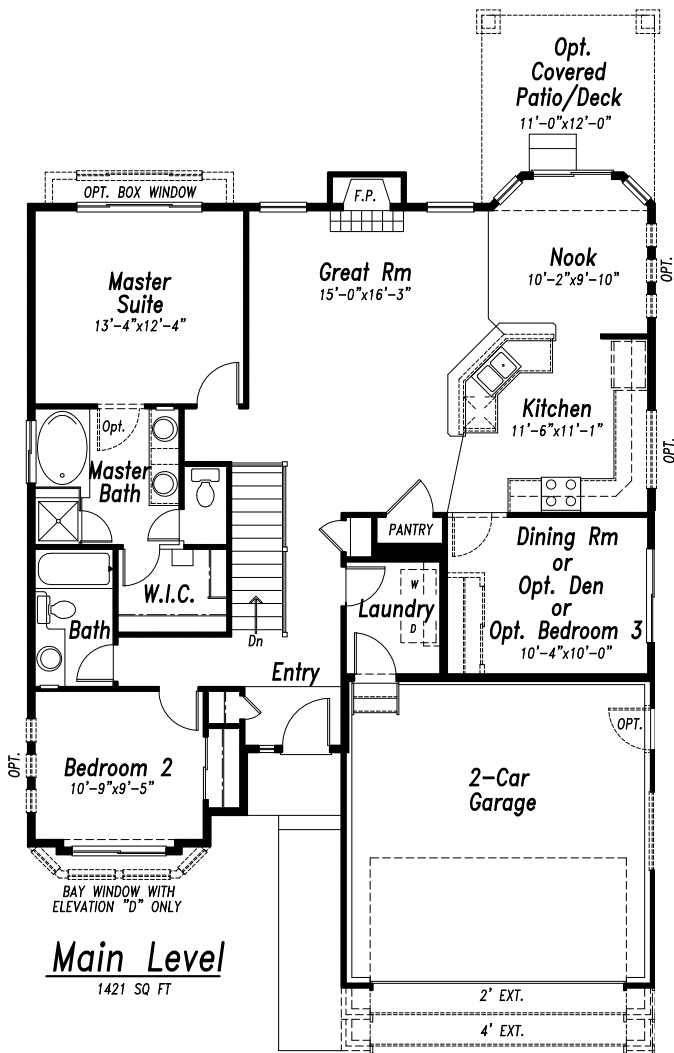 Opt.
Covered
Patio/Deck
11'-0"x12'-0"
OPT. BOX WINDOW
F.P.
Master
Suite
13'-4"x12'-4"
Great Rm
15'-0"x16'-3"
Nook
10'-2"x9'-10"
OPT.
Opt.
Master
Bath
Kitchen
11'-6"x11'-1"
OPT.
PANTRY
W.I.C.
Bath
Dn
Laundry
W
D
Dining Rm
or
Opt. Den
or
Opt. Bedroom 3
10'-4"x10'-0"
Entry
OPT.
Bedroom 2
10'-9"x9'-5"
OPT.
2-Car
Garage
BAY WINDOW WITH
ELEVATION "D" ONLY
Main Level
1421 SQ FT
2' EXT.
4' EXT.